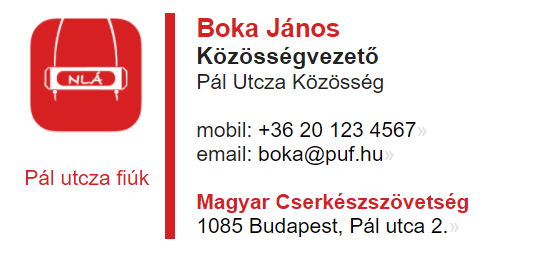 NLÁ
Pál utcza fiúk
Boka János
Közösségvezető
Pál Utcza Közösség
mobil: +36 20 123 4567»
email: boka@puf.hu»
Magyar Cserkészszövetség
1085 Budapest, Pál utca 2.»